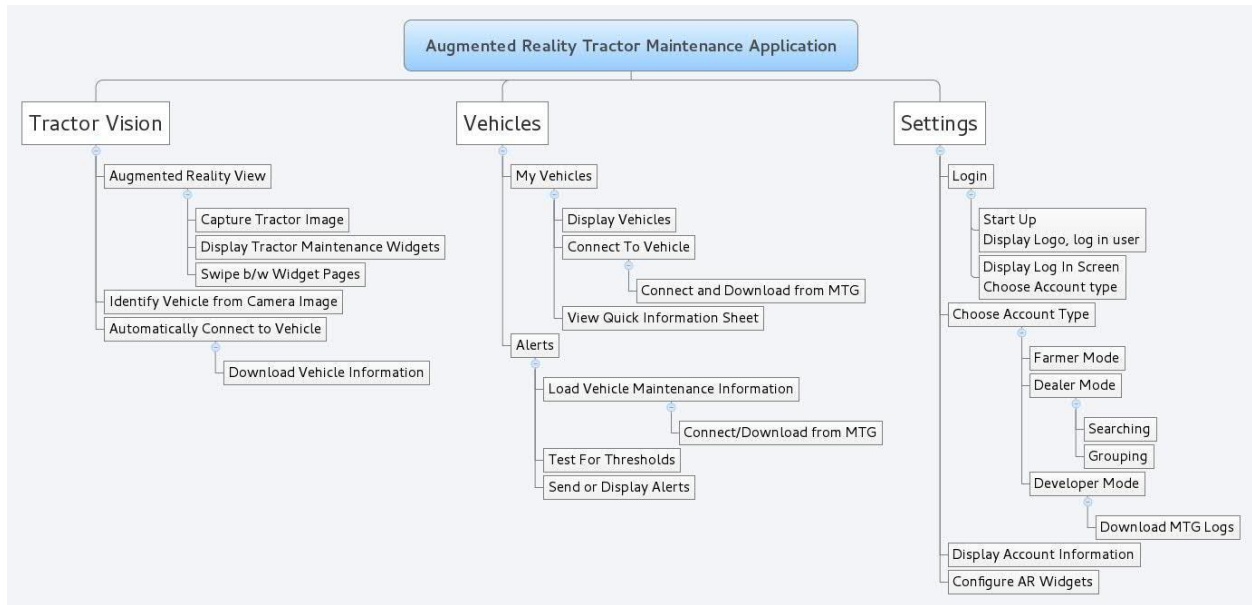 Augmented Reality Tractor Maintenance Application
Tractor Vision
Augmented Reality View
Capture Tractor Image
Display Tractor Maintenance Widgets
Swipe b/w Widget Pages
Identify Vehicle from Camera Image
Automatically Connect to Vehicle
Download Vehicle Information
Vehicles
My Vehicles
Display Vehicles
Connect To Vehicle
Connect and Download from MTG
View Quick Information Sheet
Alerts
Load Vehicle Maintenance Information
Connect/Download from MTG
Test For Thresholds
Send or Display Alerts
Settings
Login
Start Up
Display Logo, log in user
Display Log In Screen
Choose Account type
Choose Account Type
Farmer Mode
Dealer Mode
Searching
Grouping
Developer Mode
Download MTG Logs
Display Account Information
Configure AR Widgets